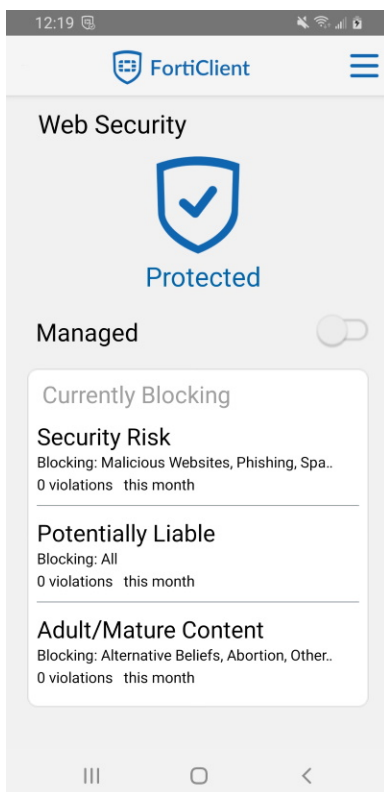 12:19
FortiClient
Web Security
Protected
Managed
Currently Blocking
Security Risk
Blocking: Malicious Websites, Phishing, Spa..
0 violations this month
Potentially Liable
Blocking: All
0 violations this month
Adult/Mature Content
Blocking: Alternative Beliefs, Abortion, Other..
0 violations this month